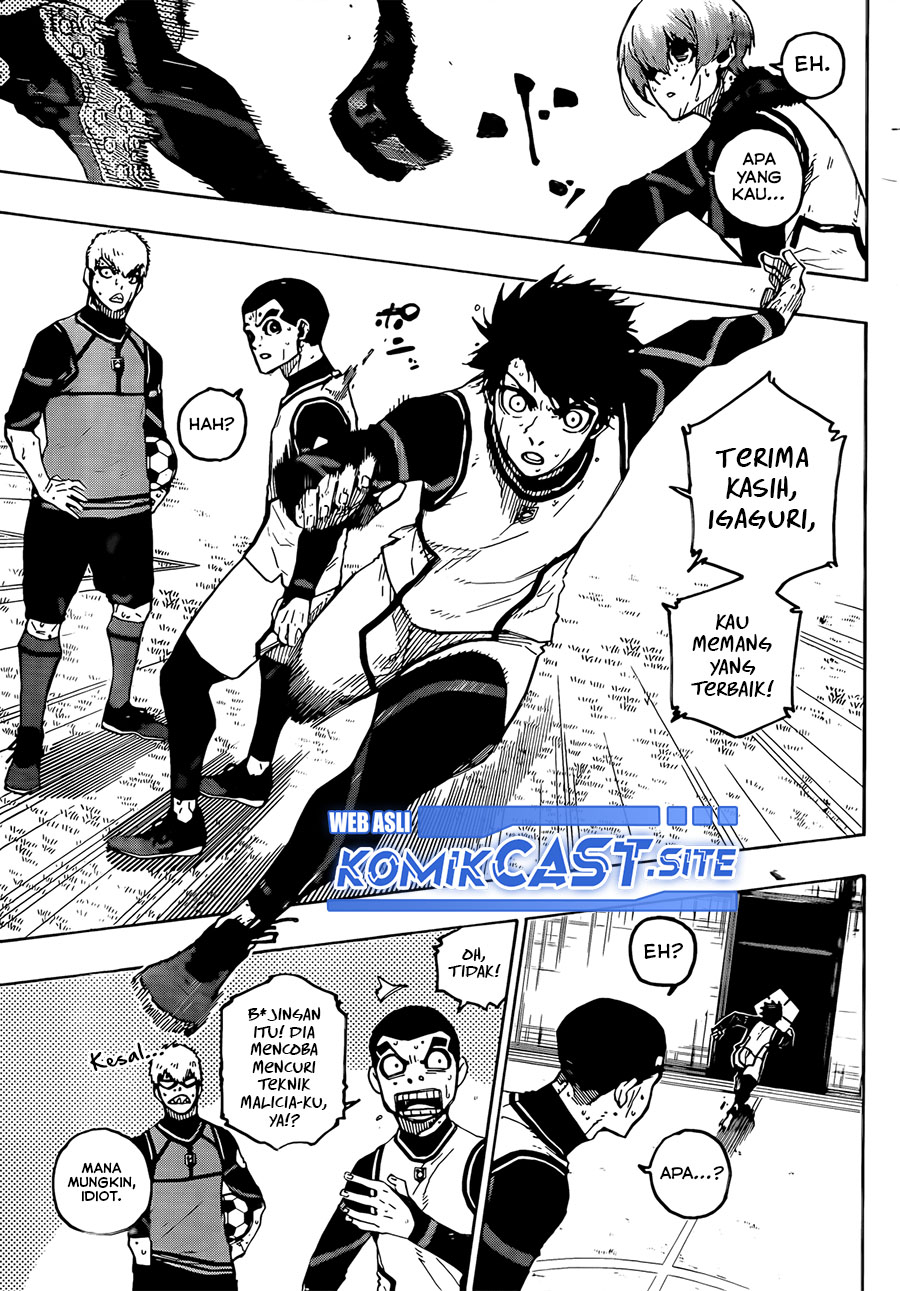 EH.
APA
YANG
KAU...
HAH?
TERIMA
KASIH,
IGAGURI,
KAU
MEMANG
YANG
TERBAIK!
WEB ASLI
KOMIKCAST.SITE
EH?
APA...?
OH,
TIDAK!
B*JINGSAN
ITU! DIA
MENCOBA
MENCURI
TEKNIK
MALICIA-KU,
YA!?
Kesal...
MANA
MUNGKIN,
IDIOT.